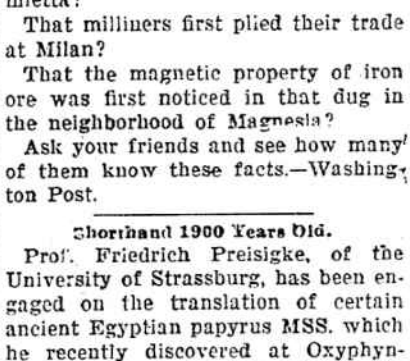 That milliners first plied their trade
at Milan?
That the magnetic property of iron
ore was first noticed in that dug in
the neighborhood of Magnesia?
Ask your friends and see how many
of them know these facts.—Washing-
ton Post.
Shorthand 1900 Years Old.
Prof. Friedrich Preisigke, of the
University of Strassburg, has been en-
gaged on the translation of certain
ancient Egyptian papyrus MSS. which
he recently discovered at Oxyphyn-